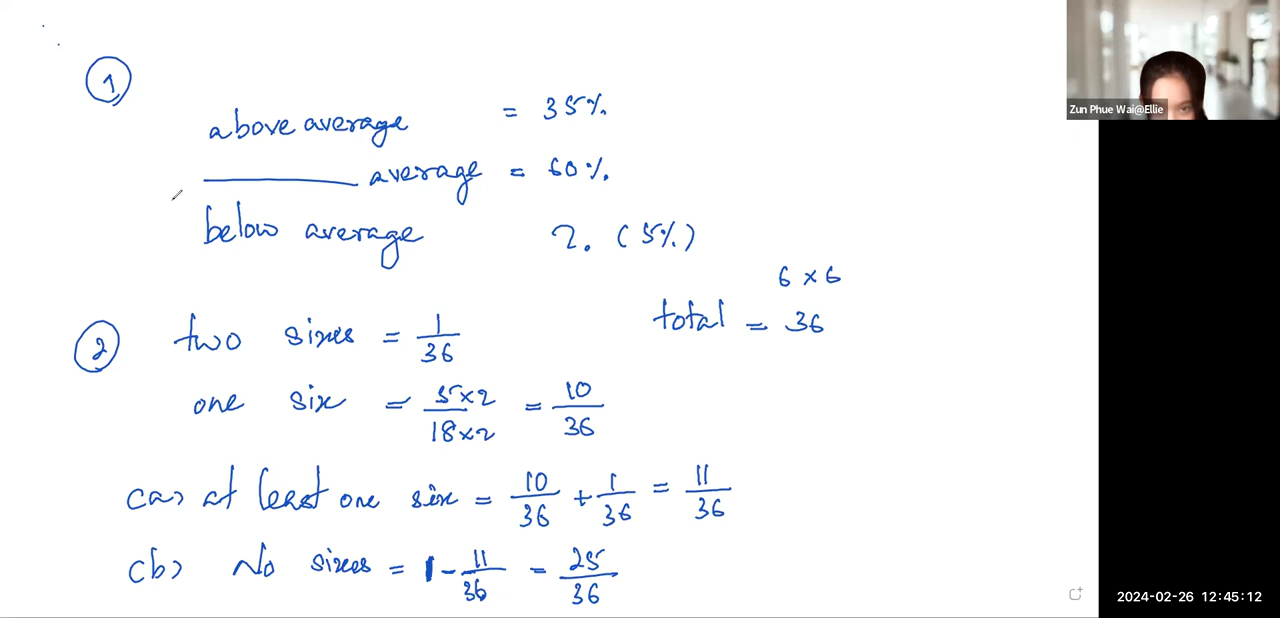 1
above average = 35%.
average = 60%.
below average ?. (5%)
6 × 6
total = 36
2 two sixes = 1/36
one six = 5×2/18×2 = 10/36
(a) at least one six = 10/36 + 1/36 = 11/36
(b) No sixes = 1 - 11/36 = 25/36
Zun Phue Wai@Ellie
2024-02-26 12:45:12